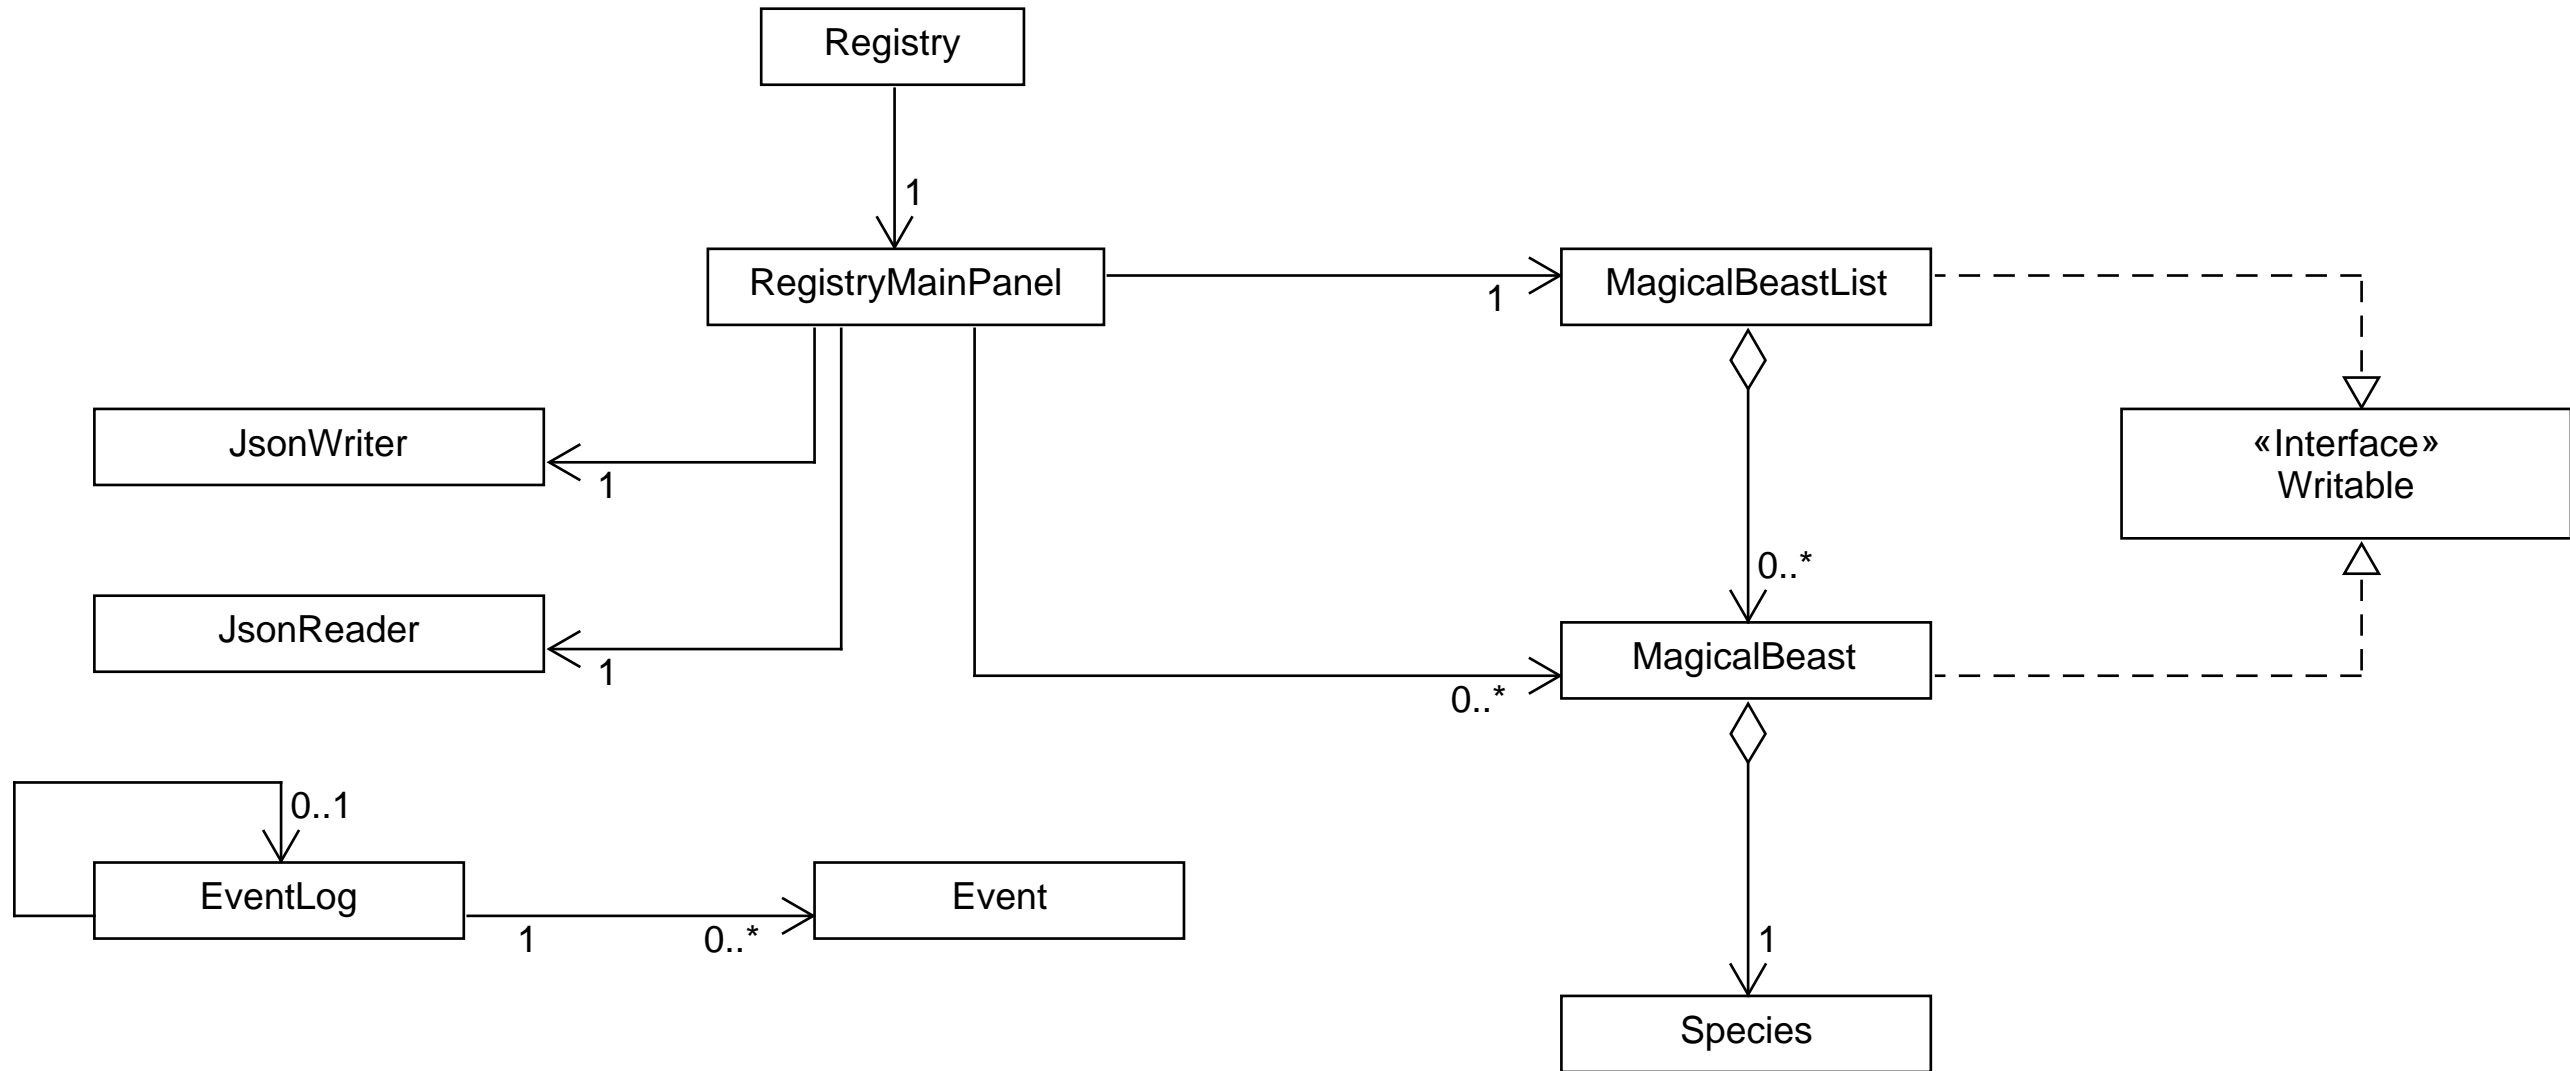 Registry
1
RegistryMainPanel
1
MagicalBeastList
JsonWriter
1
«Interface»
Writable
0..*
JsonReader
1
MagicalBeast
0..*
0..1
EventLog
1
0..*
Event
1
Species